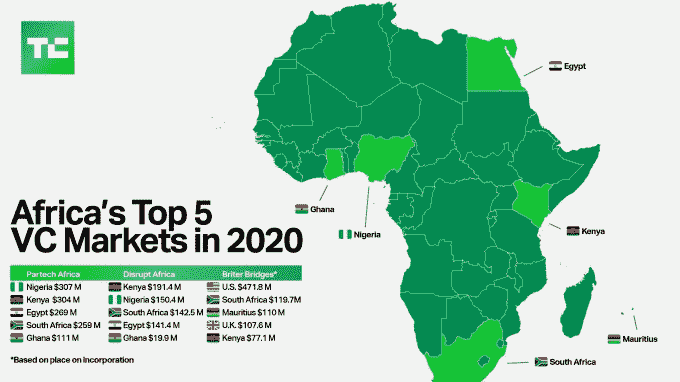 TC
Egypt
Ghana
Nigeria
Africa's Top 5
VC Markets in 2020
Kenya
Partech Africa Disrupt Africa Briter Bridges*
Nigeria $307 M Kenya $191.4 M U.S. $471.8 M
Kenya $304 M Nigeria $150.4 M South Africa $119.7M
Egypt $269 M South Africa $142.5 M Mauritius $110 M
South Africa $259 M Egypt $141.4 M U.K. $107.6 M
Ghana $111 M Ghana $19.9 M Kenya $77.1 M
Mauritius
*Based on place on Incorporation
South Africa